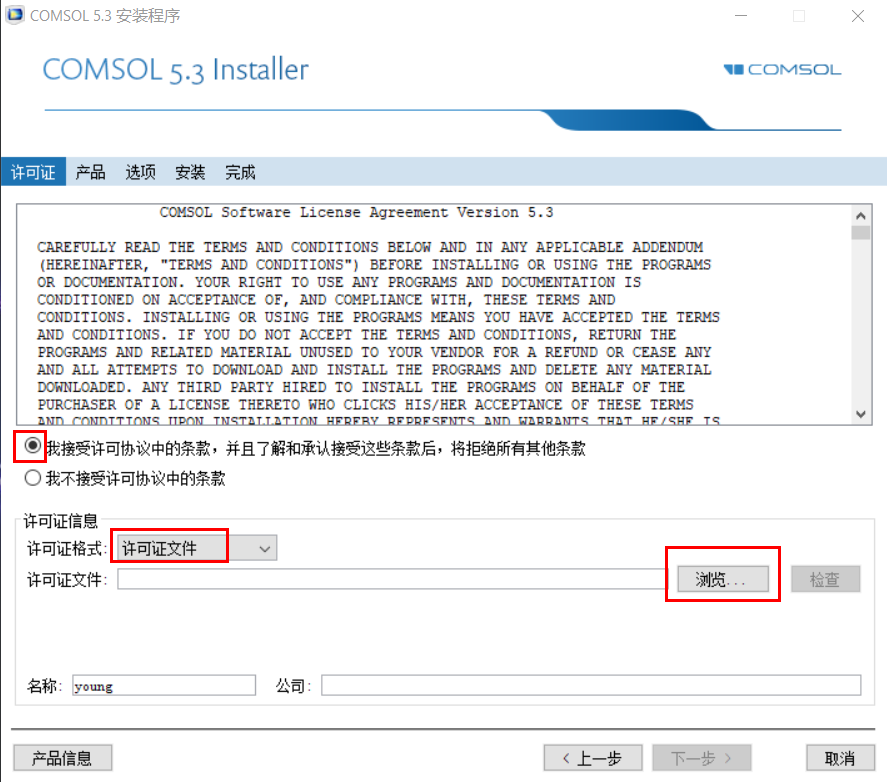 COMSOL 5.3 安装程序
COMSOL 5.3 Installer
COMSOL
许可证 产品 选项 安装 完成
COMSOL Software License Agreement Version 5.3
CAREFULLY READ THE TERMS AND CONDITIONS BELOW AND IN ANY APPLICABLE ADDENDUM
(HEREINAFTER, "TERMS AND CONDITIONS") BEFORE INSTALLING OR USING THE PROGRAMS
OR DOCUMENTATION. YOUR RIGHT TO USE ANY PROGRAMS AND DOCUMENTATION IS
CONDITIONED ON ACCEPTANCE OF, AND COMPLIANCE WITH, THESE TERMS AND
CONDITIONS. INSTALLING OR USING THE PROGRAMS MEANS YOU HAVE ACCEPTED THE TERMS
AND CONDITIONS. IF YOU DO NOT ACCEPT THE TERMS AND CONDITIONS, RETURN THE
PROGRAMS AND RELATED MATERIAL UNUSED TO YOUR VENDOR FOR A REFUND OR CEASE ANY
AND ALL ATTEMPTS TO DOWNLOAD AND INSTALL THE PROGRAMS AND DELETE ANY MATERIAL
DOWNLOADED. ANY THIRD PARTY HIRED TO INSTALL THE PROGRAMS ON BEHALF OF THE
PURCHASER OF A LICENSE THERETO WHO CLICKS HIS/HER ACCEPTANCE OF THESE TERMS
AND CONDITIONS UPON INSTALLATION HEREBY REPRESENTS AND WARRANTS THAT HE/SHE IS
我接受许可协议中的条款，并且了解和承认接受这些条款后，将拒绝所有其他条款
我不接受许可协议中的条款
许可证信息
许可证格式: 许可证文件
许可证文件: 浏览... 检查
名称: young 公司:
产品信息 < 上一步 下一步 > 取消